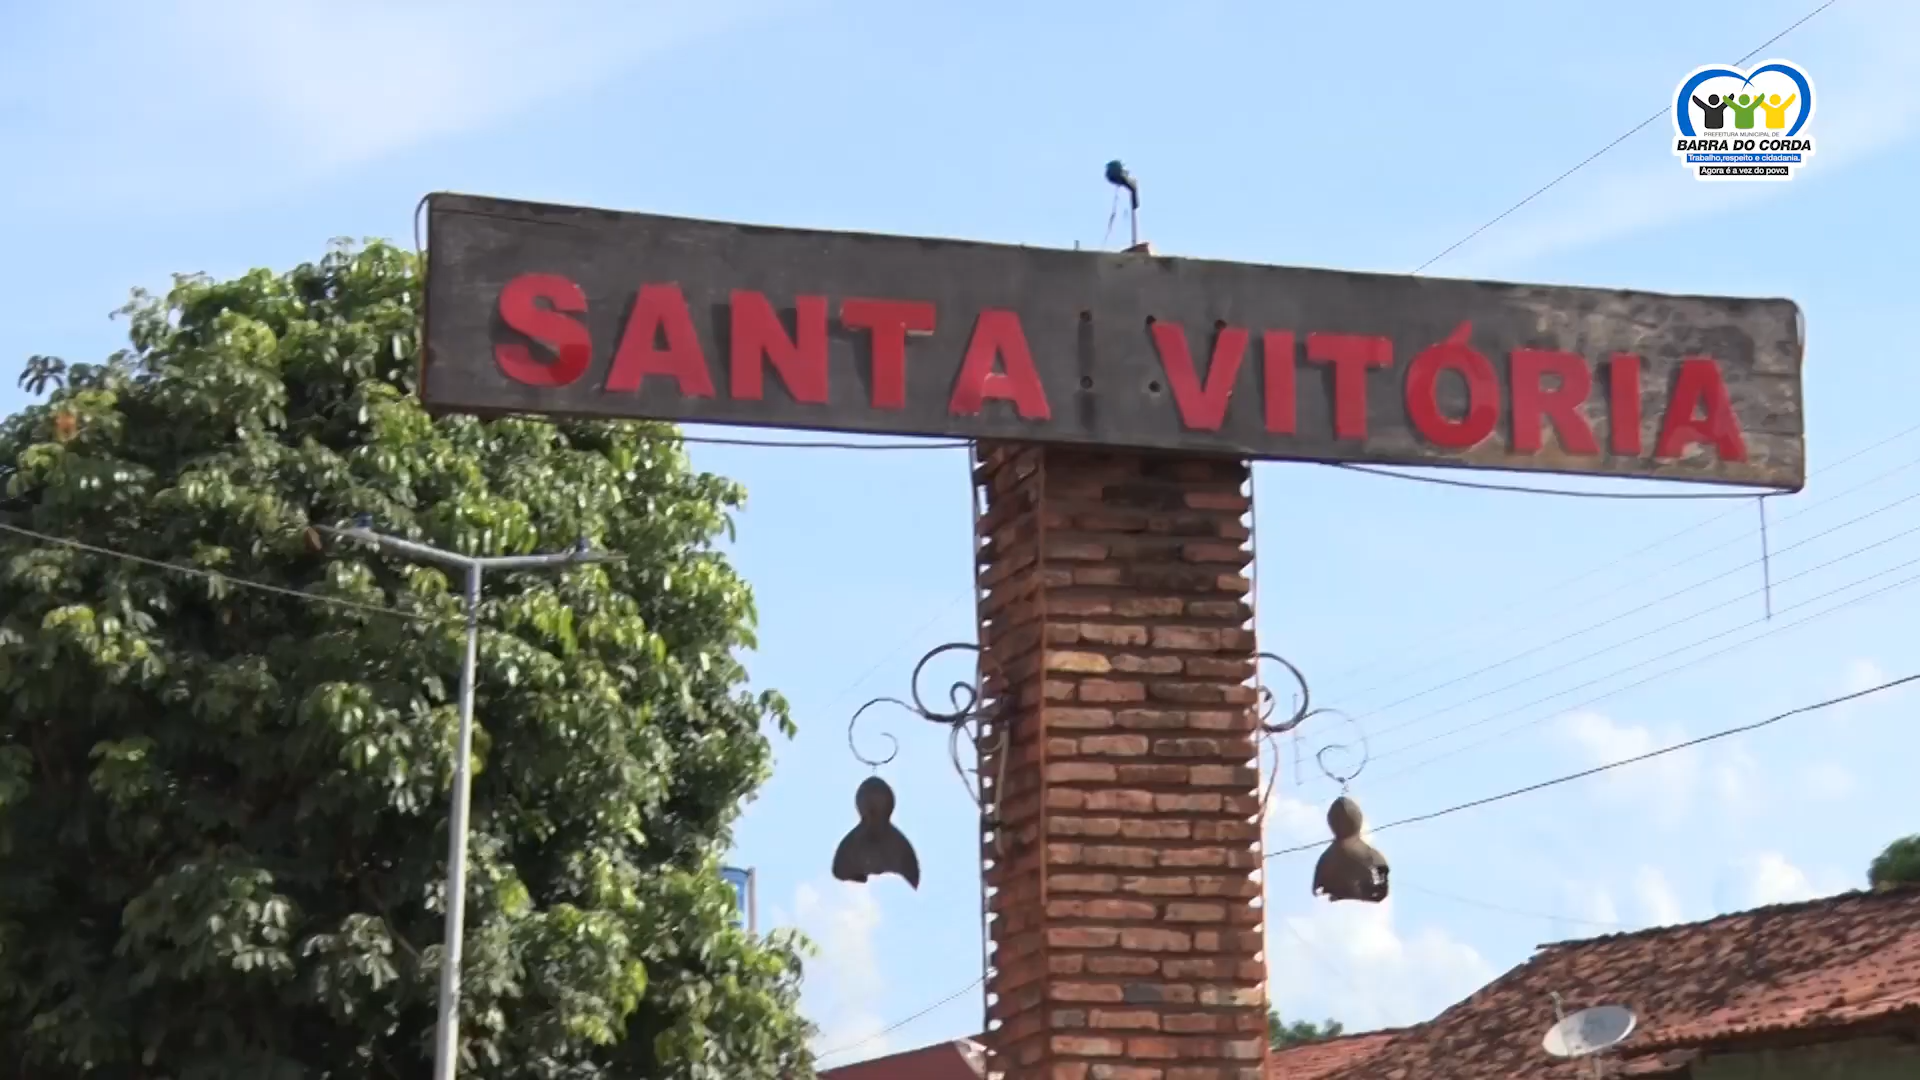 PREFEITURA MUNICIPAL DE
BARRA DO CORDA
Trabalho,respeito e cidadania.
Agora é a vez do povo.
SANTA VITÓRIA